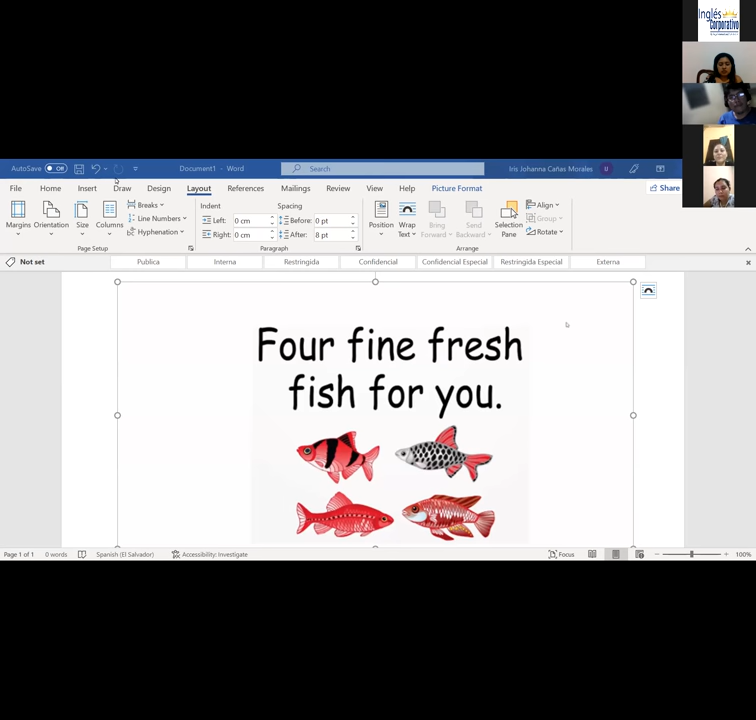 Inglés
Corporativo
AutoSave Off
Document1 - Word
Search
Iris Johanna Cañas Morales
U
File Home Insert Draw Design Layout References Mailings Review View Help Picture Format
Share
Margins Orientation Size Columns
Breaks
Line Numbers
Hyphenation
Page Setup
Indent
Left: 0 cm
Right: 0 cm
Spacing
Before: 0 pt
After: 8 pt
Paragraph
Position
Wrap
Text
Bring
Forward
Send
Backward
Selection
Pane
Align
Group
Rotate
Arrange
Not set
Publica Interna Restringida Confidencial Confidencial Especial Restringida Especial Externa
Four fine fresh
fish for you.
Page 1 of 1 0 words Spanish (El Salvador) Accessibility: Investigate Focus 100%